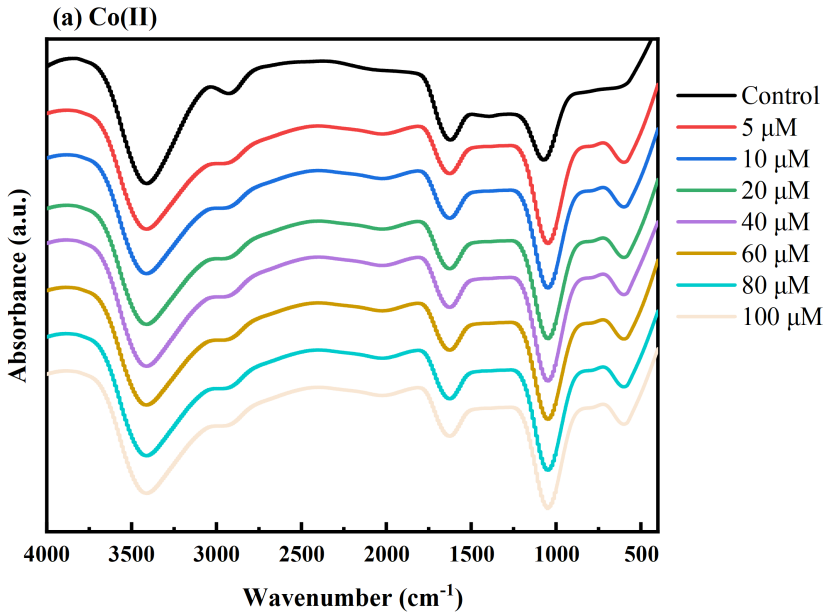 (a) Co(II)
Absorbance (a.u.)
Control
5 μM
10 μM
20 μM
40 μM
60 μM
80 μM
100 μM
4000 3500 3000 2500 2000 1500 1000 500
Wavenumber (cm⁻¹)